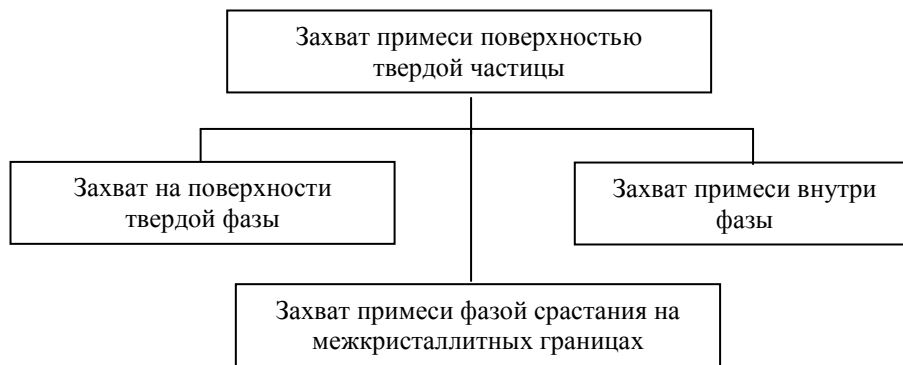 Захват примеси поверхностью
твердой частицы
Захват на поверхности
твердой фазы
Захват примеси внутри
фазы
Захват примеси фазой срастания на
межкристаллитных границах